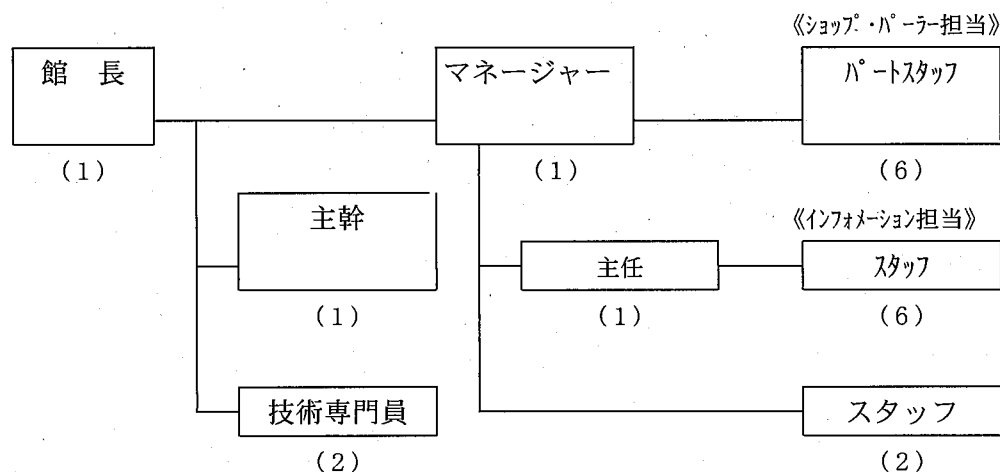 《ショップ・パーラー担当》
館 長
マネージャー
パートスタッフ
(1)
(1)
(6)
主幹
《インフォメーション担当》
主任
スタッフ
(1)
(1)
(6)
技術専門員
スタッフ
(2)
(2)